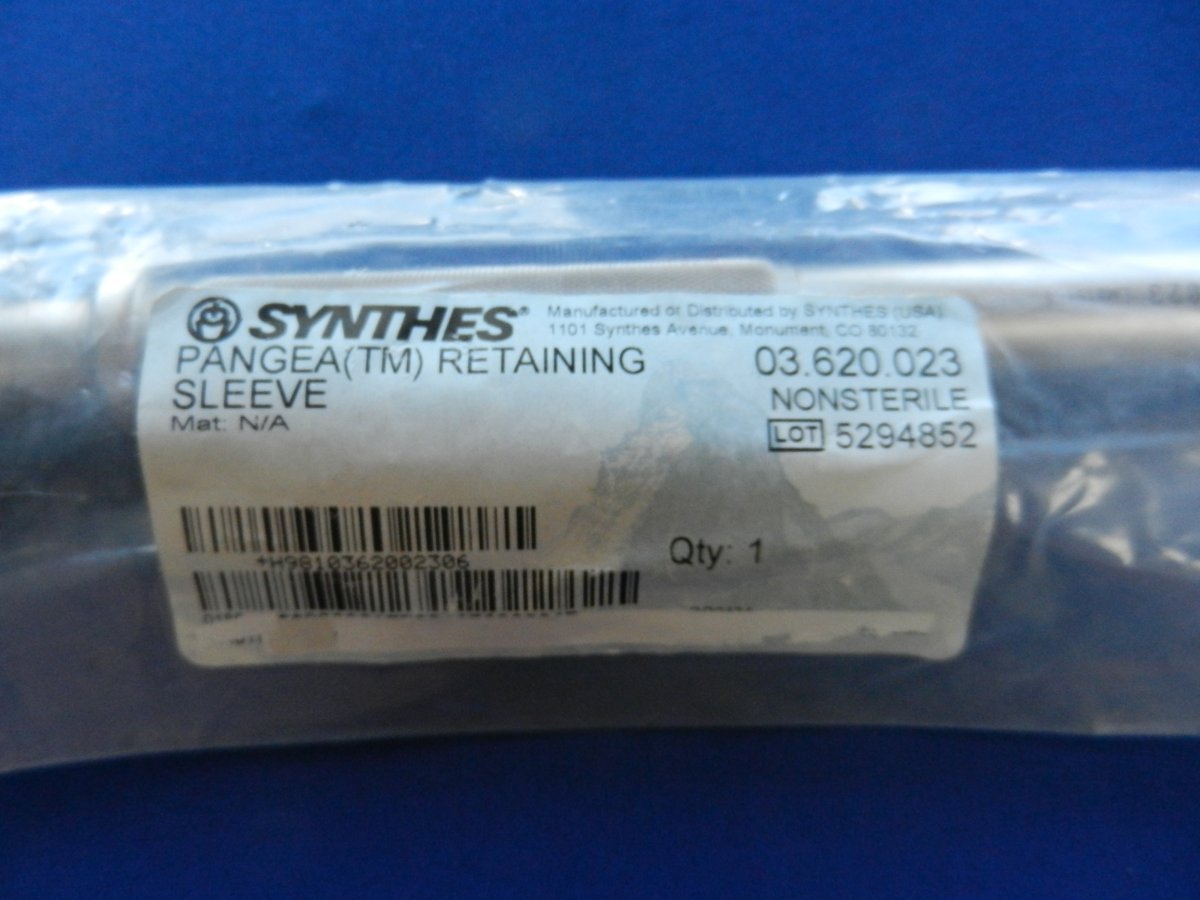 SYNTHES®
Manufactured or Distributed by SYNTHES (USA)
1101 Synthes Avenue, Monument, CO 80132
PANGEA(TM) RETAINING
SLEEVE
Mat: N/A
03.620.023
NONSTERILE
LOT 5294852
+H9810362002306
Qty: 1